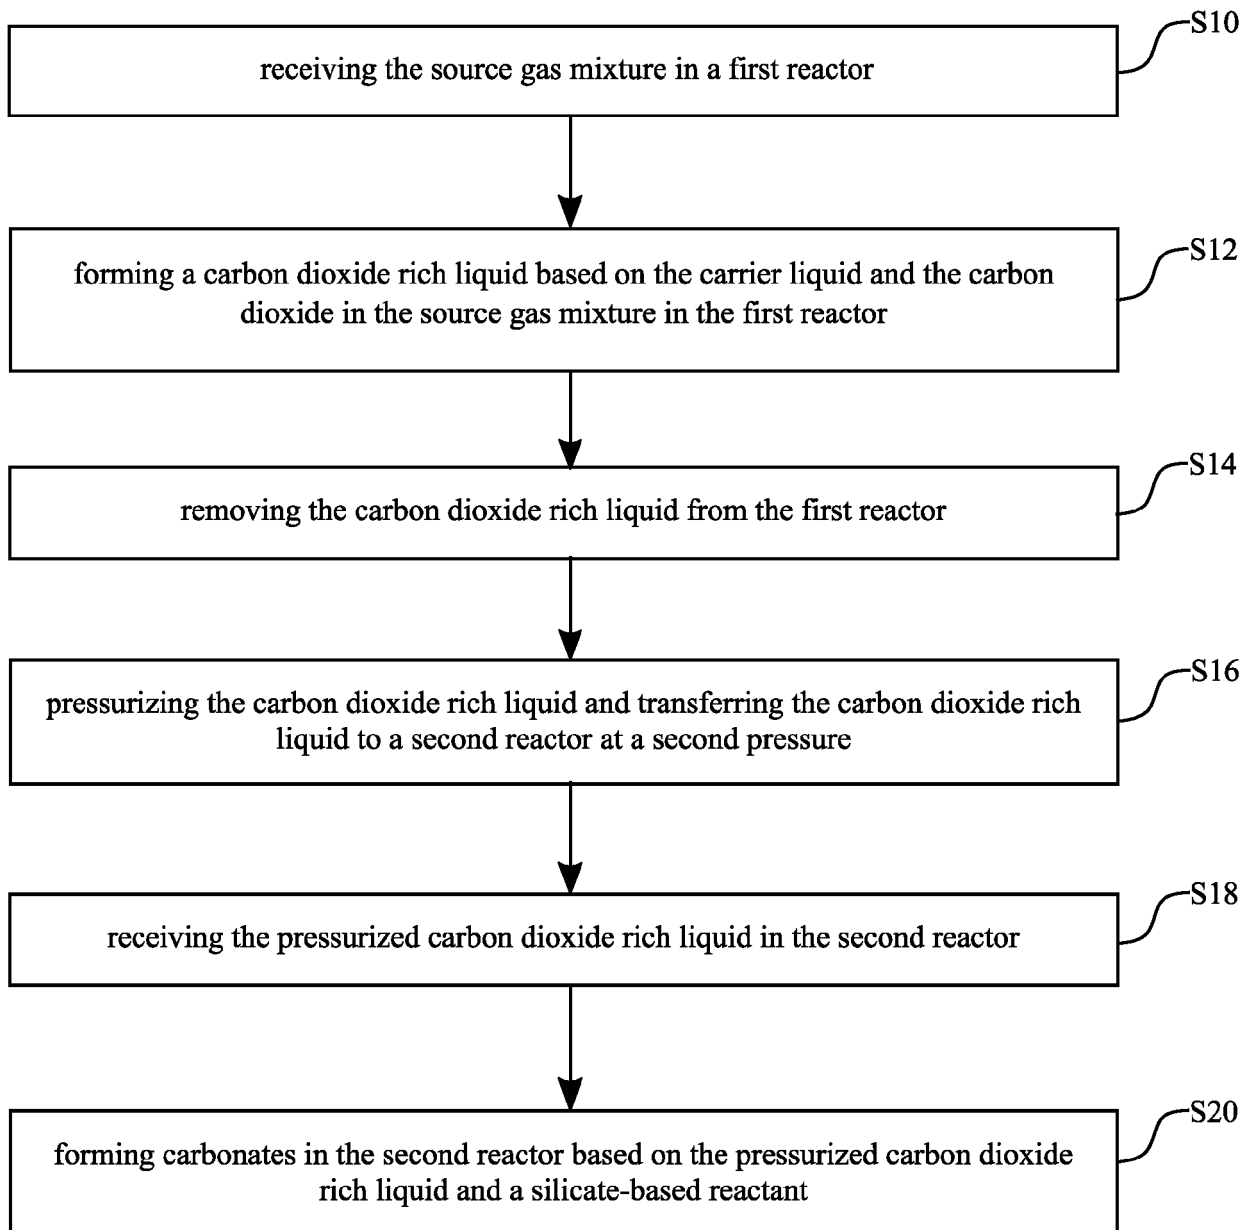 S10
receiving the source gas mixture in a first reactor
S12
forming a carbon dioxide rich liquid based on the carrier liquid and the carbon
dioxide in the source gas mixture in the first reactor
S14
removing the carbon dioxide rich liquid from the first reactor
S16
pressurizing the carbon dioxide rich liquid and transferring the carbon dioxide rich
liquid to a second reactor at a second pressure
S18
receiving the pressurized carbon dioxide rich liquid in the second reactor
S20
forming carbonates in the second reactor based on the pressurized carbon dioxide
rich liquid and a silicate-based reactant